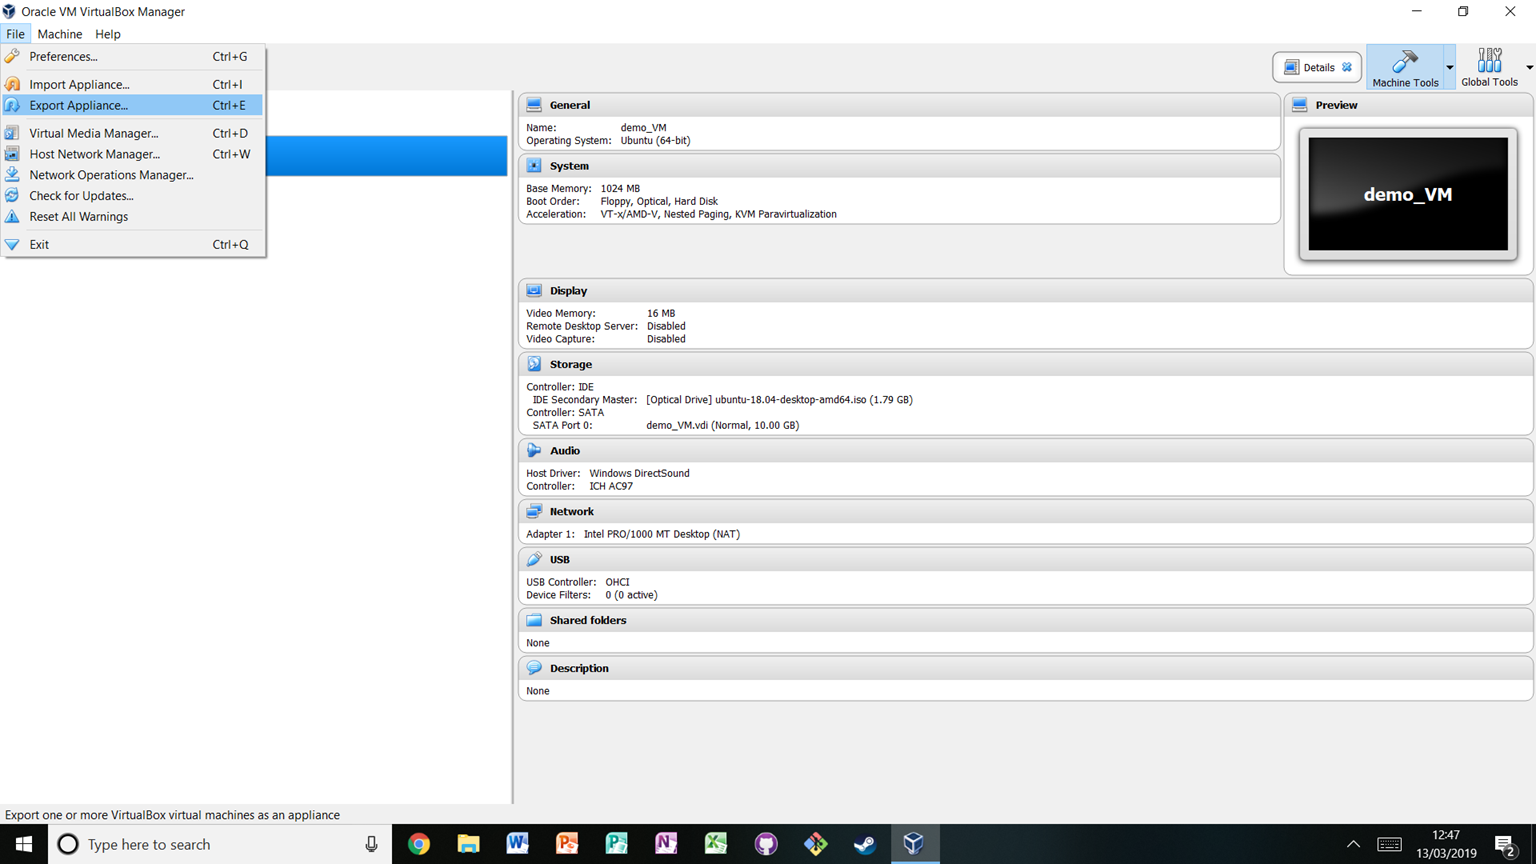 Oracle VM VirtualBox Manager
File Machine Help
Preferences... Ctrl+G
Import Appliance... Ctrl+I
Export Appliance... Ctrl+E
Virtual Media Manager... Ctrl+D
Host Network Manager... Ctrl+W
Network Operations Manager...
Check for Updates...
Reset All Warnings
Exit Ctrl+Q
Details
Machine Tools
Global Tools
General
Name: demo_VM
Operating System: Ubuntu (64-bit)
System
Base Memory: 1024 MB
Boot Order: Floppy, Optical, Hard Disk
Acceleration: VT-x/AMD-V, Nested Paging, KVM Paravirtualization
Preview
demo_VM
Display
Video Memory: 16 MB
Remote Desktop Server: Disabled
Video Capture: Disabled
Storage
Controller: IDE
IDE Secondary Master: [Optical Drive] ubuntu-18.04-desktop-amd64.iso (1.79 GB)
Controller: SATA
SATA Port 0: demo_VM.vdi (Normal, 10.00 GB)
Audio
Host Driver: Windows DirectSound
Controller: ICH AC97
Network
Adapter 1: Intel PRO/1000 MT Desktop (NAT)
USB
USB Controller: OHCI
Device Filters: 0 (0 active)
Shared folders
None
Description
None
Export one or more VirtualBox virtual machines as an appliance
Type here to search
12:47
13/03/2019
2